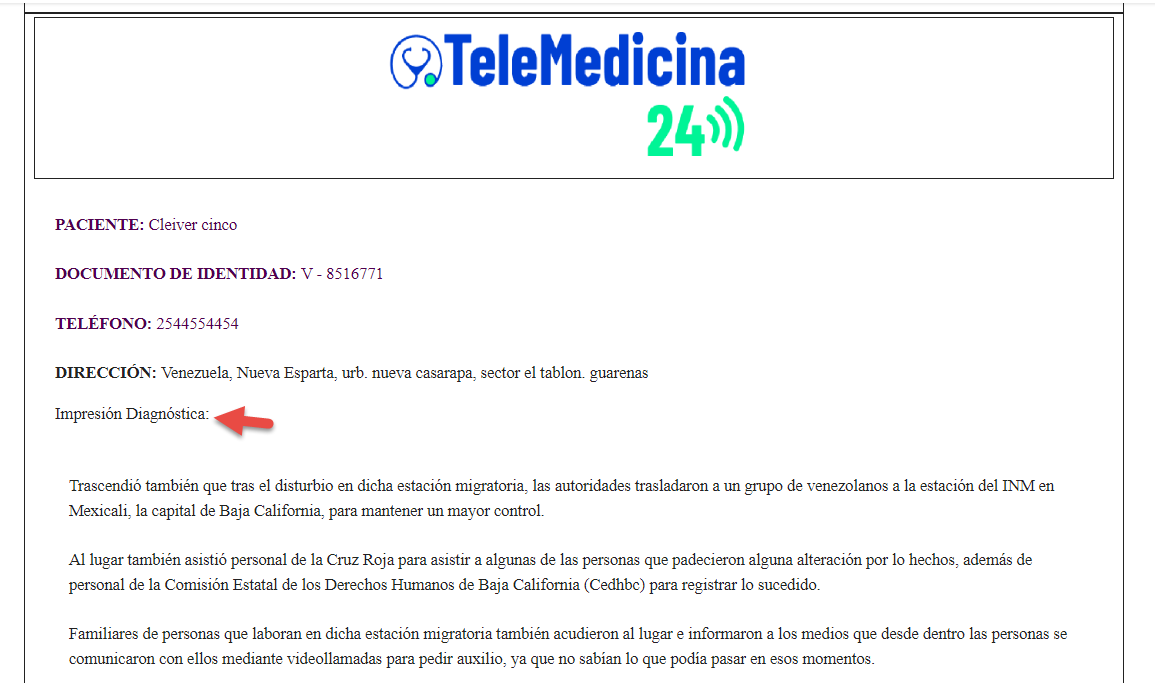 TeleMedicina
24
PACIENTE: Cleiver cinco
DOCUMENTO DE IDENTIDAD: V - 8516771
TELÉFONO: 2544554454
DIRECCIÓN: Venezuela, Nueva Esparta, urb. nueva casarapa, sector el tablon. guarenas
Impresión Diagnóstica:
Trascendió también que tras el disturbio en dicha estación migratoria, las autoridades trasladaron a un grupo de venezolanos a la estación del INM en
Mexicali, la capital de Baja California, para mantener un mayor control.
Al lugar también asistió personal de la Cruz Roja para asistir a algunas de las personas que padecieron alguna alteración por lo hechos, además de
personal de la Comisión Estatal de los Derechos Humanos de Baja California (Cedhbc) para registrar lo sucedido.
Familiares de personas que laboran en dicha estación migratoria también acudieron al lugar e informaron a los medios que desde dentro las personas se
comunicaron con ellos mediante videollamadas para pedir auxilio, ya que no sabían lo que podía pasar en esos momentos.